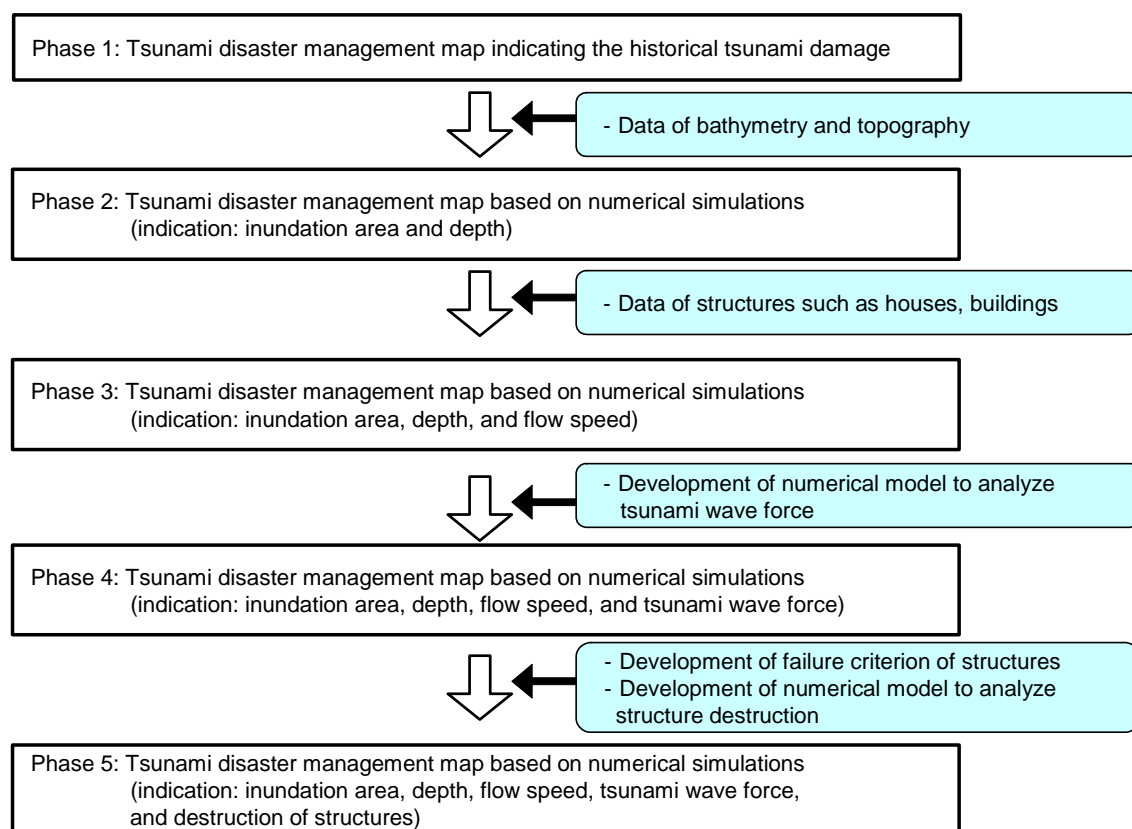 Phase 1: Tsunami disaster management map indicating the historical tsunami damage
- Data of bathymetry and topography
Phase 2: Tsunami disaster management map based on numerical simulations
(indication: inundation area and depth)
- Data of structures such as houses, buildings
Phase 3: Tsunami disaster management map based on numerical simulations
(indication: inundation area, depth, and flow speed)
- Development of numerical model to analyze
tsunami wave force
Phase 4: Tsunami disaster management map based on numerical simulations
(indication: inundation area, depth, flow speed, and tsunami wave force)
- Development of failure criterion of structures
- Development of numerical model to analyze
structure destruction
Phase 5: Tsunami disaster management map based on numerical simulations
(indication: inundation area, depth, flow speed, tsunami wave force,
and destruction of structures)